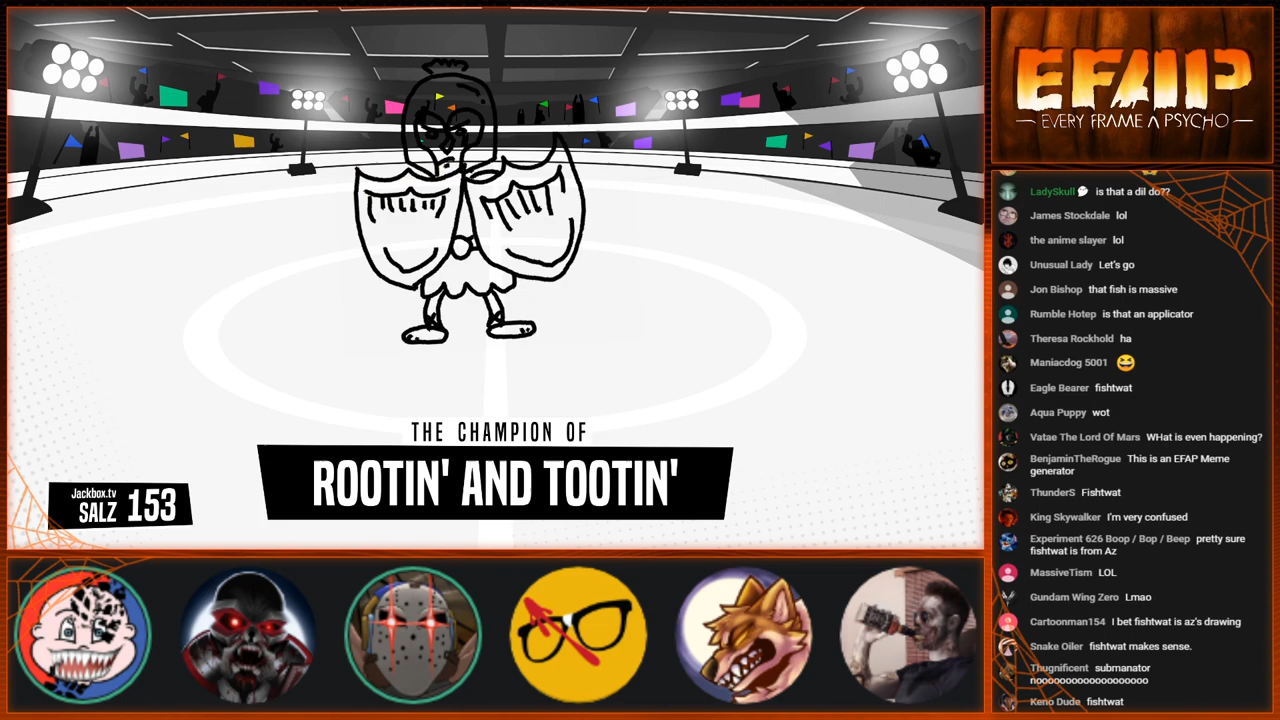 THE CHAMPION OF
ROOTIN' AND TOOTIN'
Jackbox.tv
SALZ 153
EFAP
EVERY FRAME A PSYCHO
LadySkull is that a dil do??
James Stockdale lol
the anime slayer lol
Unusual Lady Let's go
Jon Bishop that fish is massive
Rumble Hotep is that an applicator
Theresa Rockhold ha
Maniacdog 5001 😆
Eagle Bearer fishtwat
Aqua Puppy wot
Vatae The Lord Of Mars WHat is even happening?
BenjaminTheRogue This is an EFAP Meme
generator
ThunderS Fishtwat
King Skywalker I'm very confused
Experiment 626 Boop / Bop / Beep pretty sure
fishtwat is from Az
MassiveTism LOL
Gundam Wing Zero Lmao
Cartoonman154 I bet fishtwat is az's drawing
Snake Oiler fishtwat makes sense.
Thugnificent submanator
nooooooooooooooooooo
Keno Dude fishtwat